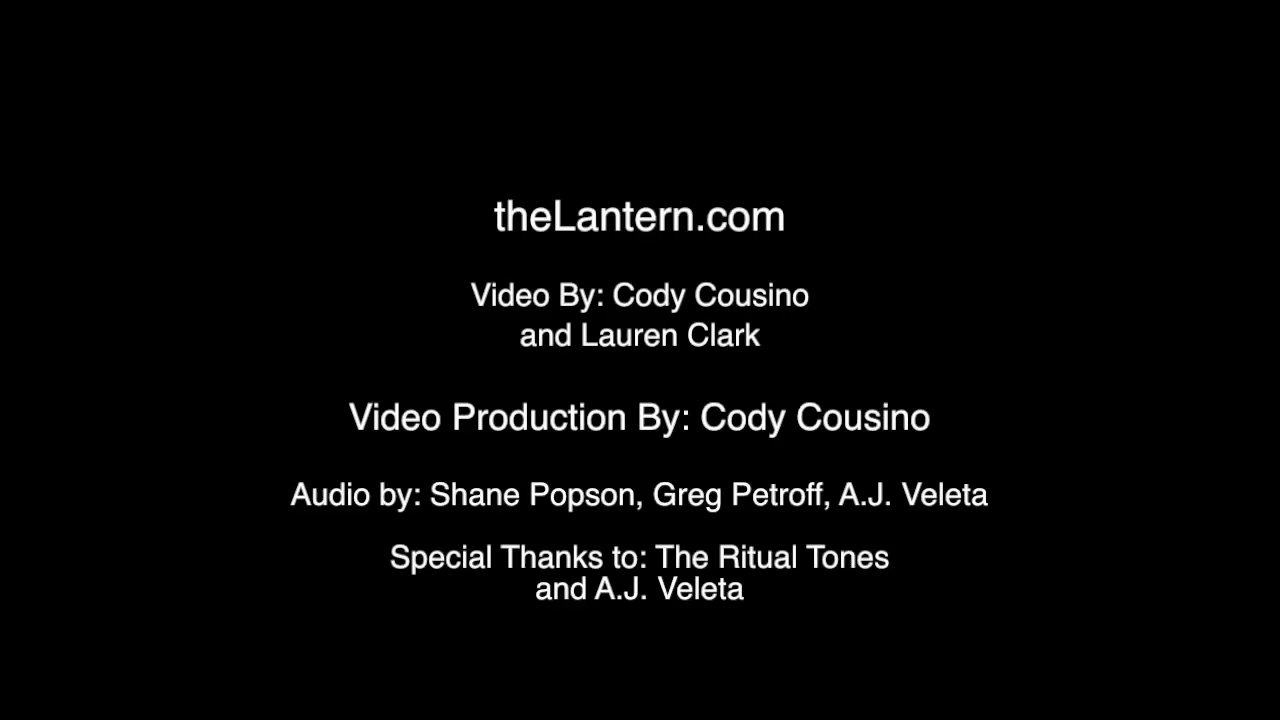 theLantern.com
Video By: Cody Cousino
and Lauren Clark
Video Production By: Cody Cousino
Audio by: Shane Popson, Greg Petroff, A.J. Veleta
Special Thanks to: The Ritual Tones
and A.J. Veleta